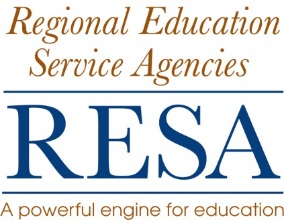 Regional Education
Service Agencies
RESA
A powerful engine for education